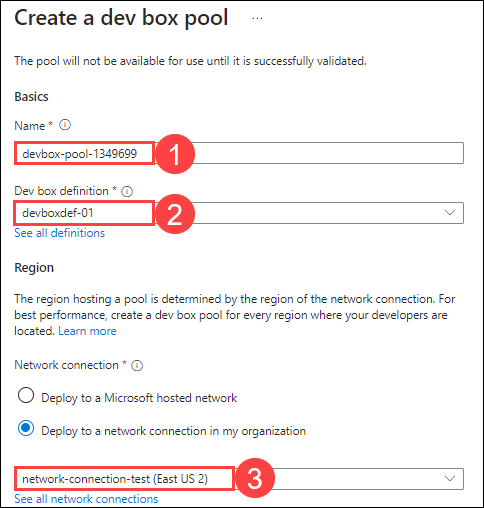 Create a dev box pool ...
The pool will not be available for use until it is successfully validated.
Basics
Name *
devbox-pool-1349699 1
Dev box definition *
devboxdef-01 2
See all definitions
Region
The region hosting a pool is determined by the region of the network connection. For
best performance, create a dev box pool for every region where your developers are
located. Learn more
Network connection *
Deploy to a Microsoft hosted network
Deploy to a network connection in my organization
network-connection-test (East US 2) 3
See all network connections